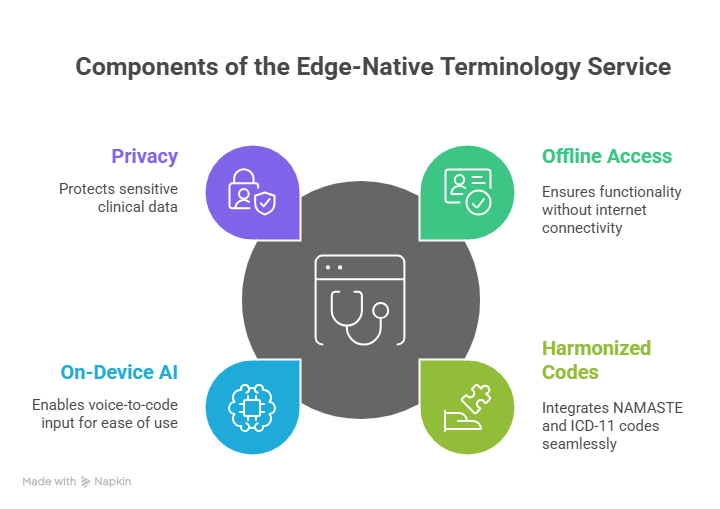 Components of the Edge-Native Terminology Service
Privacy
Protects sensitive
clinical data
Offline Access
Ensures functionality
without internet
connectivity
On-Device AI
Enables voice-to-code
input for ease of use
Harmonized
Codes
Integrates NAMASTE
and ICD-11 codes
seamlessly
Made with Napkin